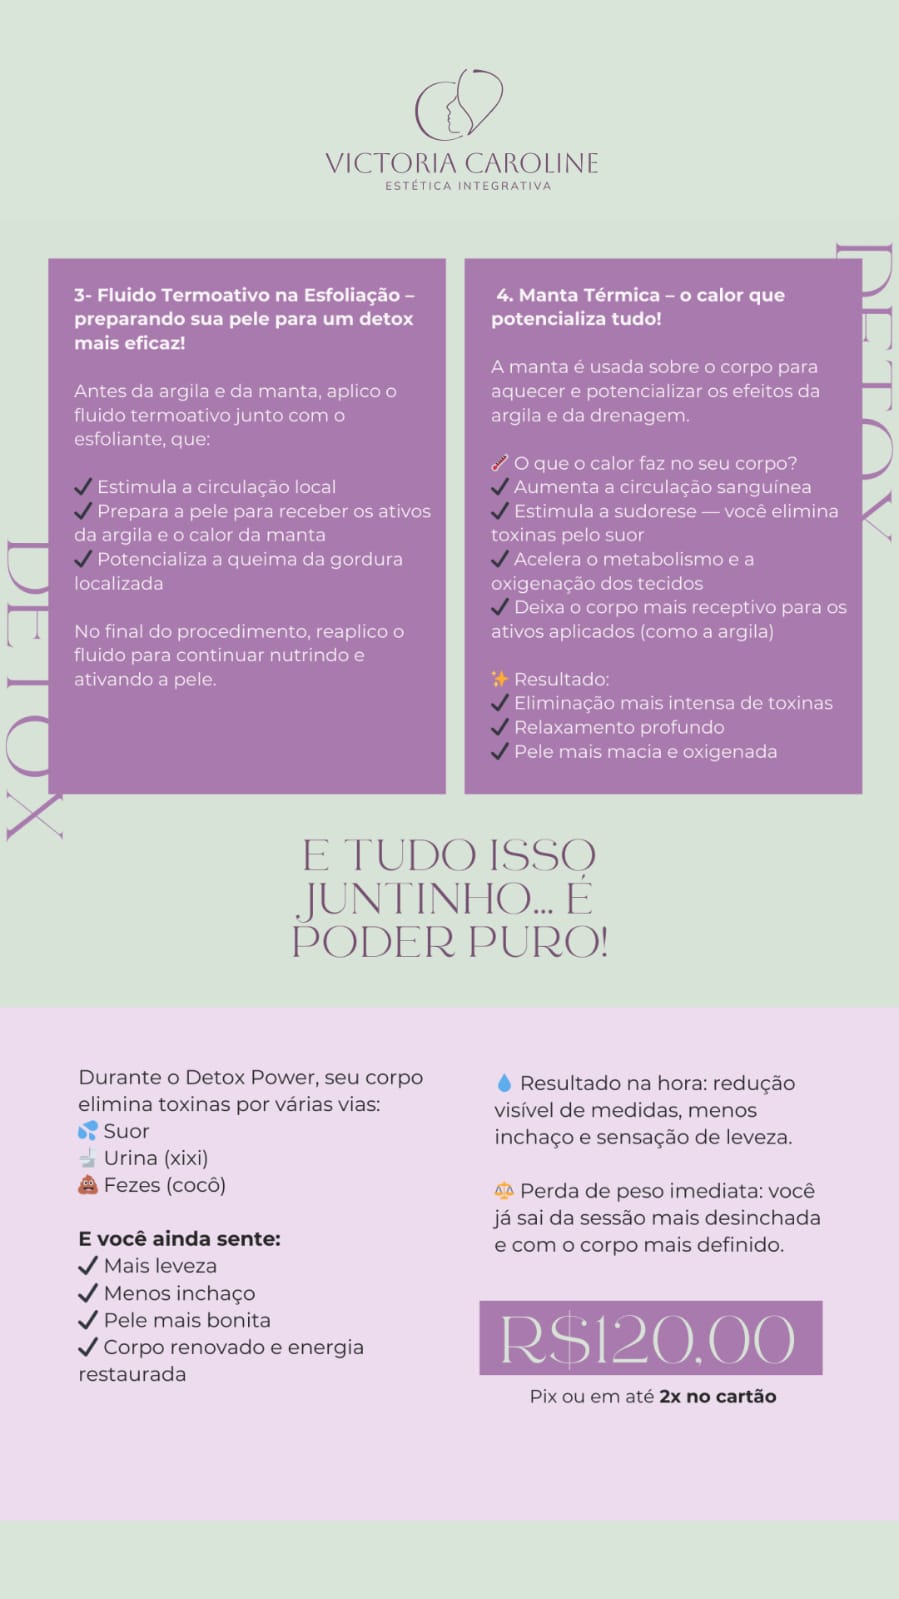 VICTORIA CAROLINE
ESTÉTICA INTEGRATIVA
DETOX
3- Fluido Termoativo na Esfoliação –
preparando sua pele para um detox
mais eficaz!
Antes da argila e da manta, aplico o
fluido termoativo junto com o
esfoliante, que:
✔ Estimula a circulação local
✔ Prepara a pele para receber os ativos
da argila e o calor da manta
✔ Potencializa a queima da gordura
localizada
No final do procedimento, reaplico o
fluido para continuar nutrindo e
ativando a pele.
4. Manta Térmica – o calor que
potencializa tudo!
A manta é usada sobre o corpo para
aquecer e potencializar os efeitos da
argila e da drenagem.
🌡️ O que o calor faz no seu corpo?
✔ Aumenta a circulação sanguínea
✔ Estimula a sudorese — você elimina
toxinas pelo suor
✔ Acelera o metabolismo e a
oxigenação dos tecidos
✔ Deixa o corpo mais receptivo para os
ativos aplicados (como a argila)
✨ Resultado:
✔ Eliminação mais intensa de toxinas
✔ Relaxamento profundo
✔ Pele mais macia e oxigenada
DETOX
E TUDO ISSO
JUNTINHO... É
PODER PURO!
Durante o Detox Power, seu corpo
elimina toxinas por várias vias:
💦 Suor
🚽 Urina (xixi)
💩 Fezes (cocô)
E você ainda sente:
✔ Mais leveza
✔ Menos inchaço
✔ Pele mais bonita
✔ Corpo renovado e energia
restaurada
💧 Resultado na hora: redução
visível de medidas, menos
inchaço e sensação de leveza.
⚖️ Perda de peso imediata: você
já sai da sessão mais desinchada
e com o corpo mais definido.
R$120,00
Pix ou em até 2x no cartão